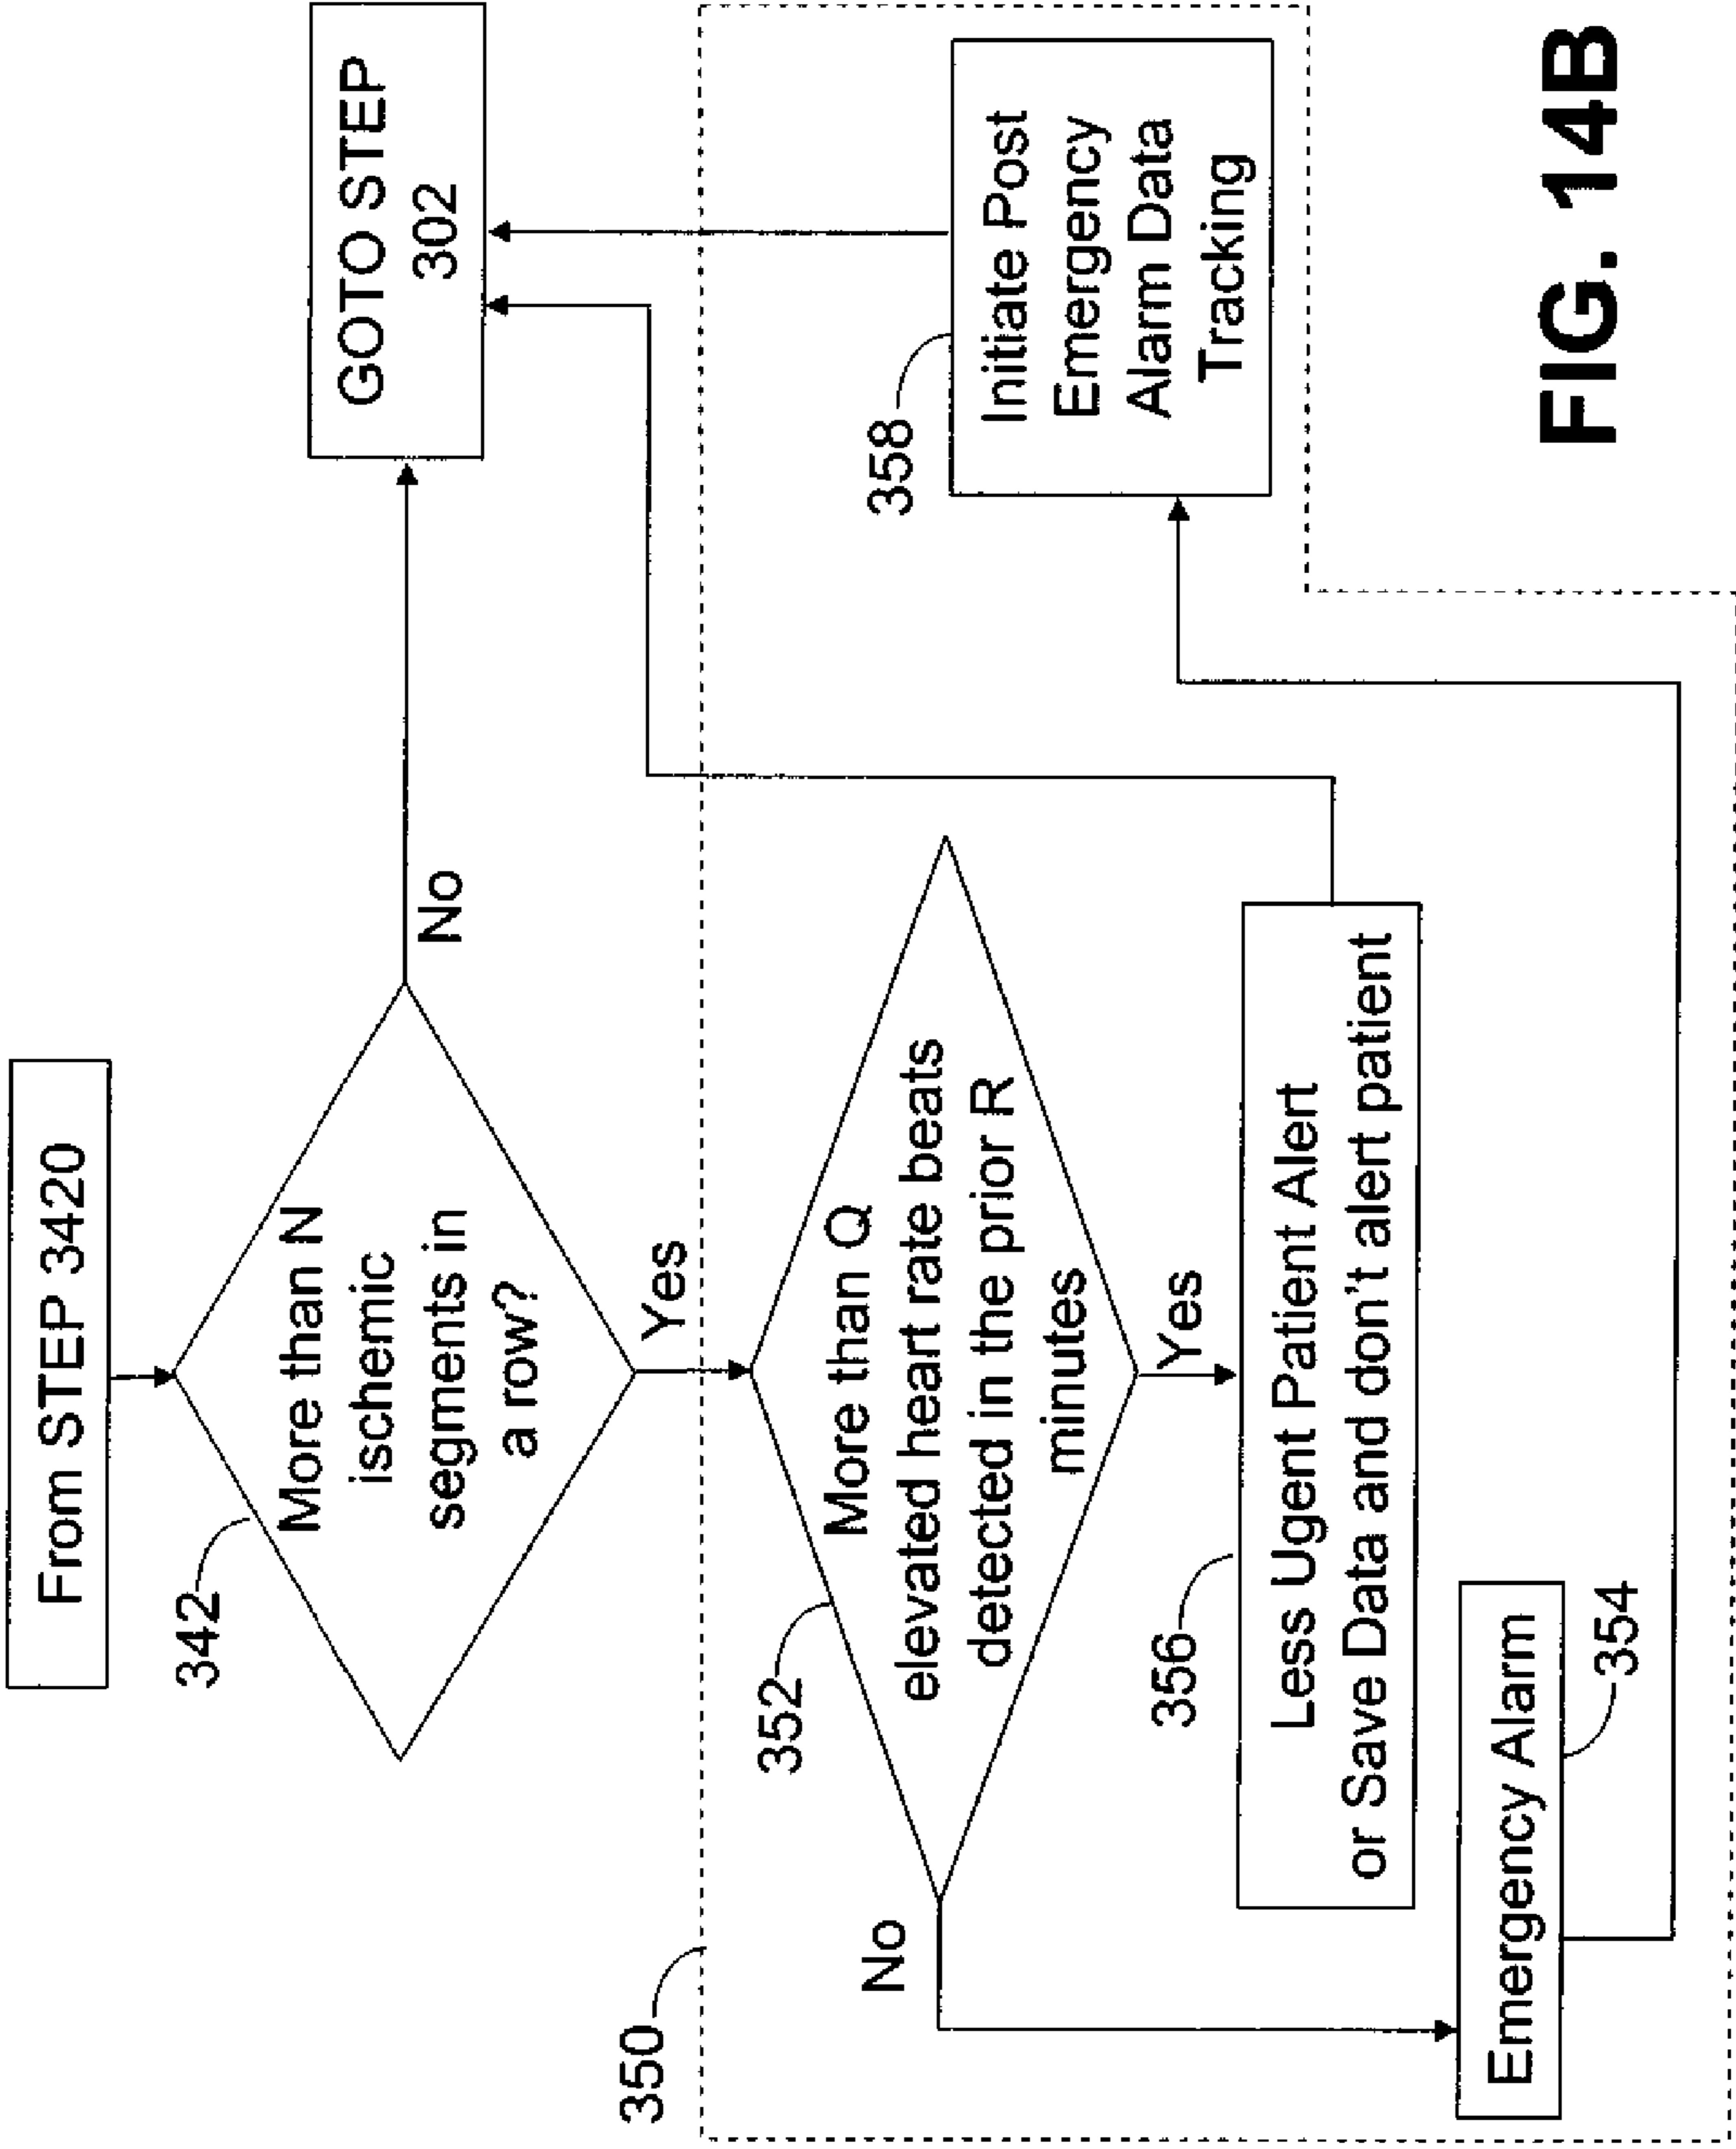 From STEP 3420
342
More than N
ischemic
segments in
a row?
No
GOTO STEP
302
Yes
350
352
More than Q
elevated heart rate beats
detected in the prior R
minutes
No
Yes
356
Less Ugent Patient Alert
or Save Data and don't alert patient
Emergency Alarm
354
358
Initiate Post
Emergency
Alarm Data
Tracking
FIG. 14B